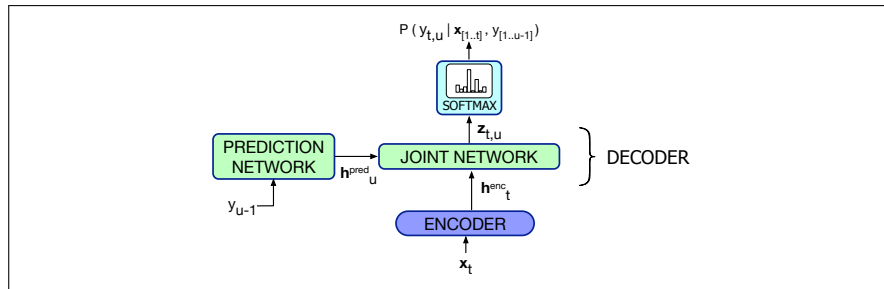 P ( y_{t,u} | x_{[1..t]} , y_{[1..u-1]} )
SOFTMAX
z_{t,u}
PREDICTION
NETWORK
h^{pred}_u
JOINT NETWORK
DECODER
h^{enc}_t
y_{u-1}
ENCODER
x_t